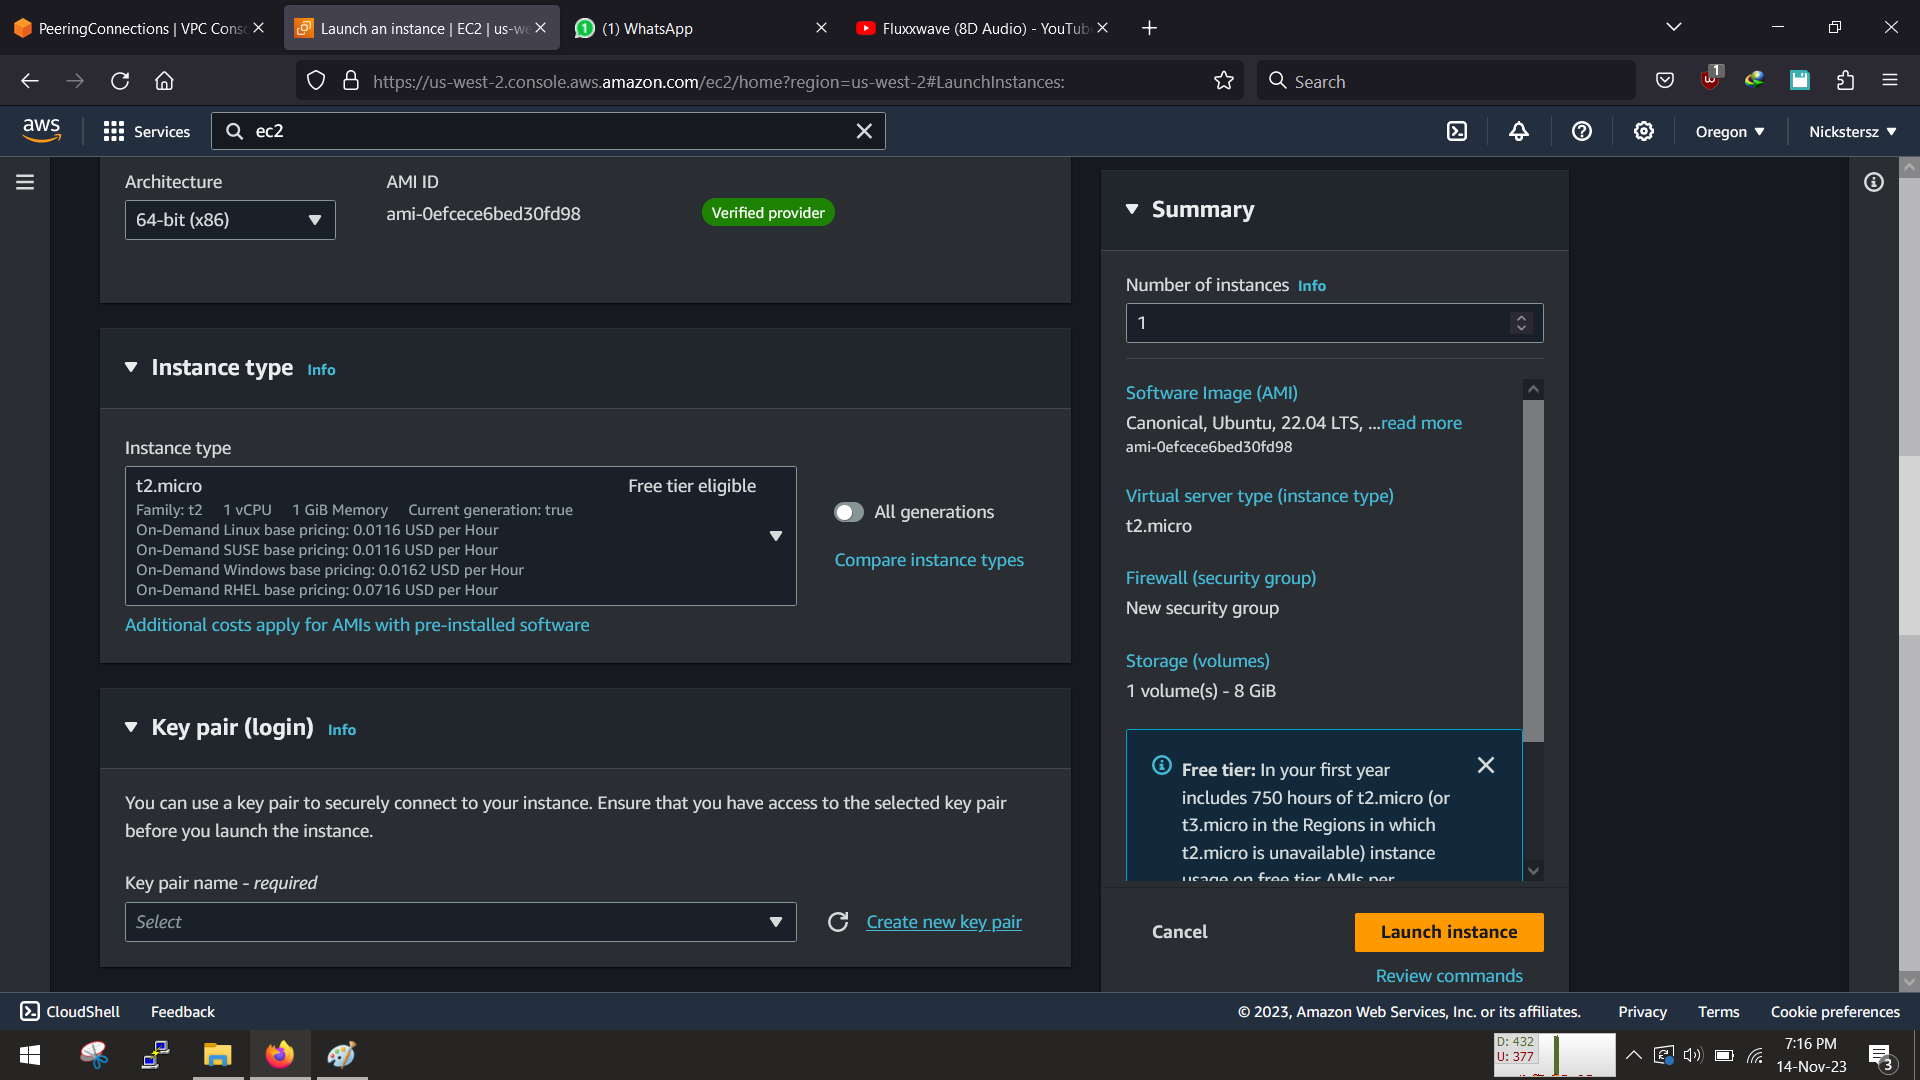 PeeringConnections | VPC Conso
Launch an instance | EC2 | us-we
(1) WhatsApp
Fluxxwave (8D Audio) - YouTub
https://us-west-2.console.aws.amazon.com/ec2/home?region=us-west-2#LaunchInstances:
Search
1
aws
Services
ec2
Oregon
Nickstersz
Architecture
AMI ID
64-bit (x86)
ami-0efcece6bed30fd98
Verified provider
Instance type
Info
Instance type
t2.micro
Free tier eligible
Family: t2 1 vCPU 1 GiB Memory Current generation: true
On-Demand Linux base pricing: 0.0116 USD per Hour
On-Demand SUSE base pricing: 0.0116 USD per Hour
On-Demand Windows base pricing: 0.0162 USD per Hour
On-Demand RHEL base pricing: 0.0716 USD per Hour
All generations
Compare instance types
Additional costs apply for AMIs with pre-installed software
Key pair (login)
Info
You can use a key pair to securely connect to your instance. Ensure that you have access to the selected key pair
before you launch the instance.
Key pair name - required
Select
Create new key pair
Summary
Number of instances
Info
1
Software Image (AMI)
Canonical, Ubuntu, 22.04 LTS, ...read more
ami-0efcece6bed30fd98
Virtual server type (instance type)
t2.micro
Firewall (security group)
New security group
Storage (volumes)
1 volume(s) - 8 GiB
Free tier: In your first year
includes 750 hours of t2.micro (or
t3.micro in the Regions in which
t2.micro is unavailable) instance
usage on free tier AMIs per
Cancel
Launch instance
Review commands
CloudShell
Feedback
© 2023, Amazon Web Services, Inc. or its affiliates.
Privacy
Terms
Cookie preferences
D: 432
U: 377
7:16 PM
14-Nov-23
3